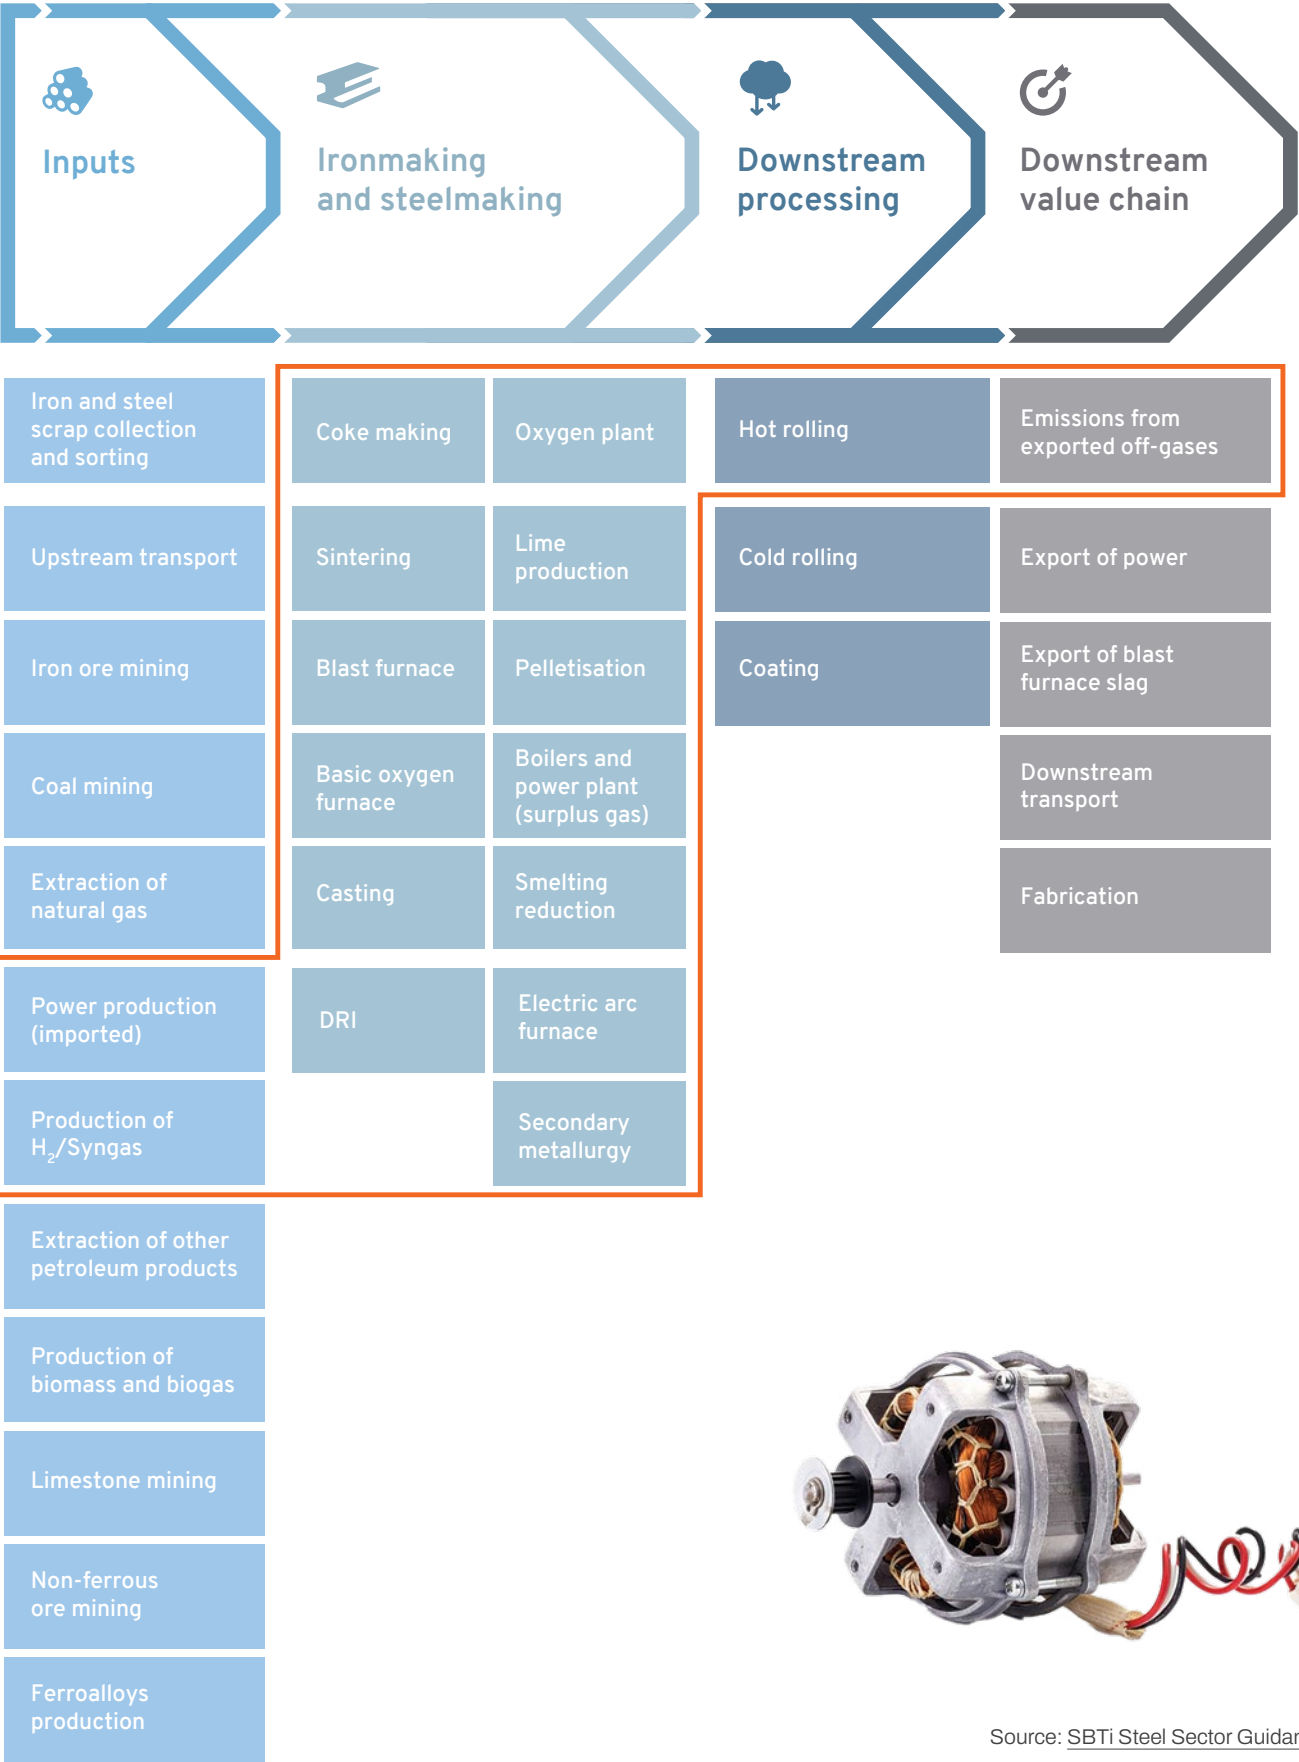 Inputs
Ironmaking
and steelmaking
Downstream
processing
Downstream
value chain
Iron and steel
scrap collection
and sorting
Upstream transport
Iron ore mining
Coal mining
Extraction of
natural gas
Power production
(imported)
Production of
H₂/Syngas
Extraction of other
petroleum products
Production of
biomass and biogas
Limestone mining
Non-ferrous
ore mining
Ferroalloys
production
Coke making
Sintering
Blast furnace
Basic oxygen
furnace
Casting
DRI
Oxygen plant
Lime
production
Pelletisation
Boilers and
power plant
(surplus gas)
Smelting
reduction
Electric arc
furnace
Secondary
metallurgy
Hot rolling
Cold rolling
Coating
Emissions from
exported off-gases
Export of power
Export of blast
furnace slag
Downstream
transport
Fabrication
Source: SBTi Steel Sector